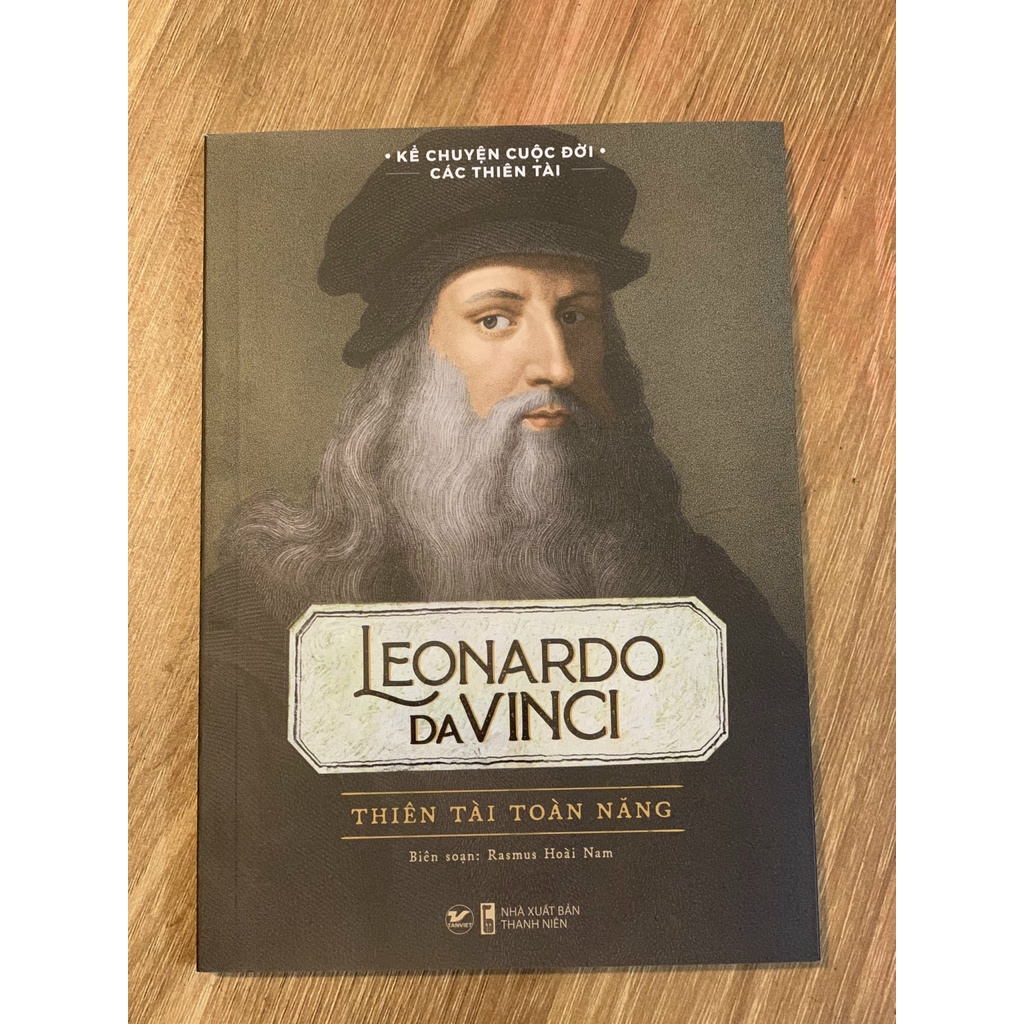 • KỂ CHUYỆN CUỘC ĐỜI •
CÁC THIÊN TÀI
LEONARDO
DA VINCI
THIÊN TÀI TOÀN NĂNG
Biên soạn: Rasmus Hoài Nam
TANVIET
NHÀ XUẤT BẢN
THANH NIÊN